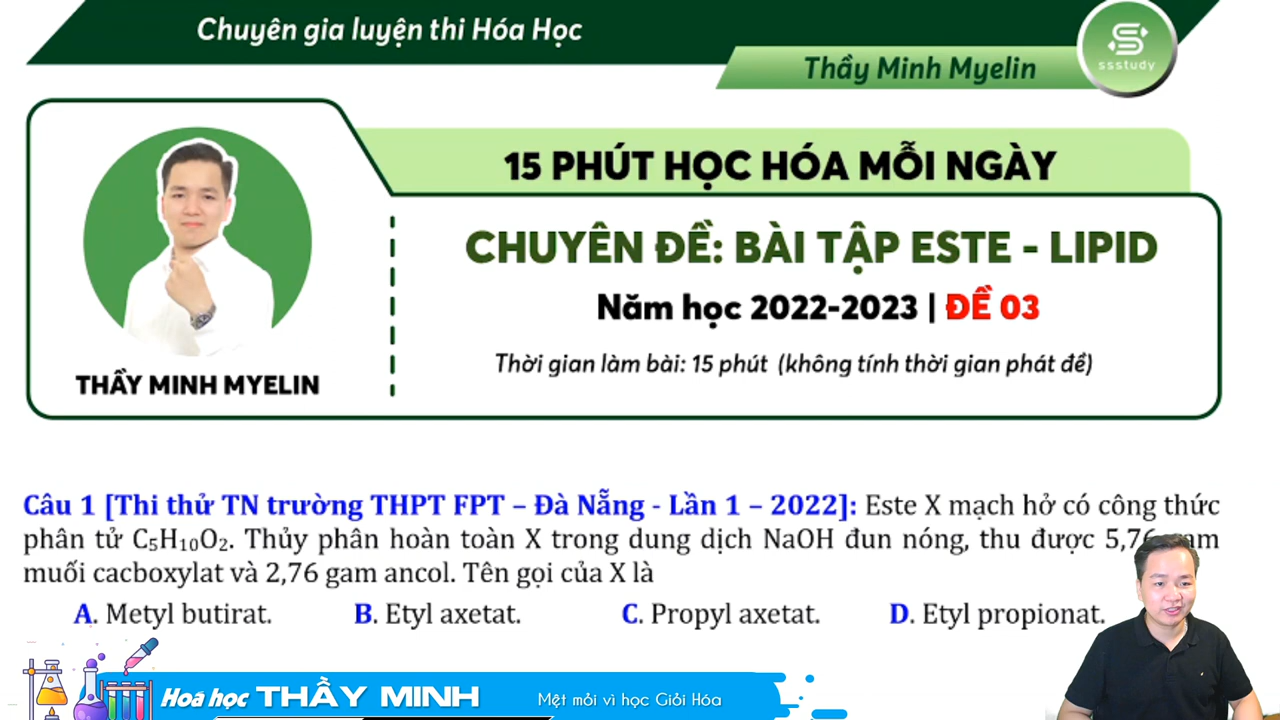 Chuyên gia luyện thi Hóa Học
Thầy Minh Myelin
ssstudy
15 PHÚT HỌC HÓA MỖI NGÀY
CHUYÊN ĐỀ: BÀI TẬP ESTE - LIPID
Năm học 2022-2023 | ĐỀ 03
Thời gian làm bài: 15 phút (không tính thời gian phát đề)
THẦY MINH MYELIN
Câu 1 [Thi thử TN trường THPT FPT – Đà Nẵng - Lần 1 – 2022]: Este X mạch hở có công thức
phân tử C₅H₁₀O₂. Thủy phân hoàn toàn X trong dung dịch NaOH đun nóng, thu được 5,76
muối cacboxylat và 2,76 gam ancol. Tên gọi của X là
A. Metyl butirat. B. Etyl axetat. C. Propyl axetat. D. Etyl propionat.
Hoá học THẦY MINH Mệt mỏi vì học Giỏi Hóa